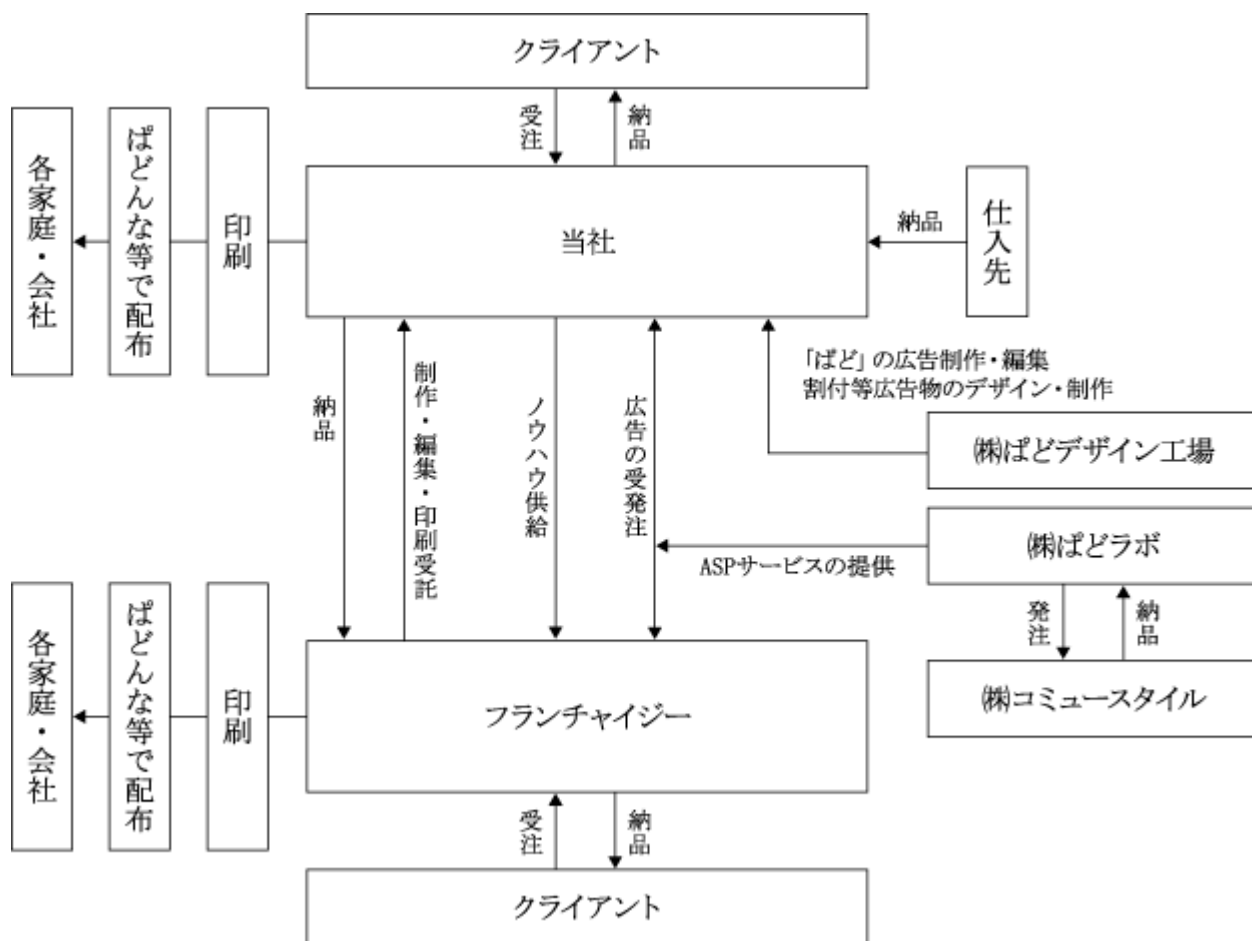 クライアント
受注
納品
各家庭・会社
ぱどんな等で配布
印刷
当社
納品
仕入先
納品
制作・編集・印刷受託
ノウハウ供給
広告の受発注
「ぱど」の広告制作・編集
割付等広告物のデザイン・制作
㈱ぱどデザイン工場
㈱ぱどラボ
ASPサービスの提供
発注
納品
㈱コミュースタイル
各家庭・会社
ぱどんな等で配布
印刷
フランチャイジー
受注
納品
クライアント